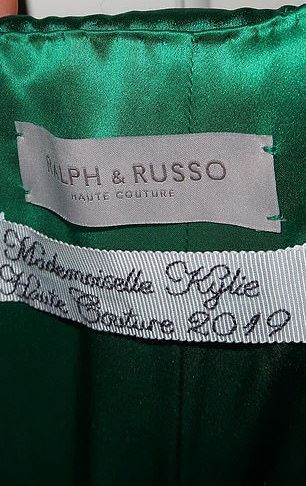 RALPH & RUSSO
HAUTE COUTURE
Mademoiselle Kylie
Haute Couture 2019